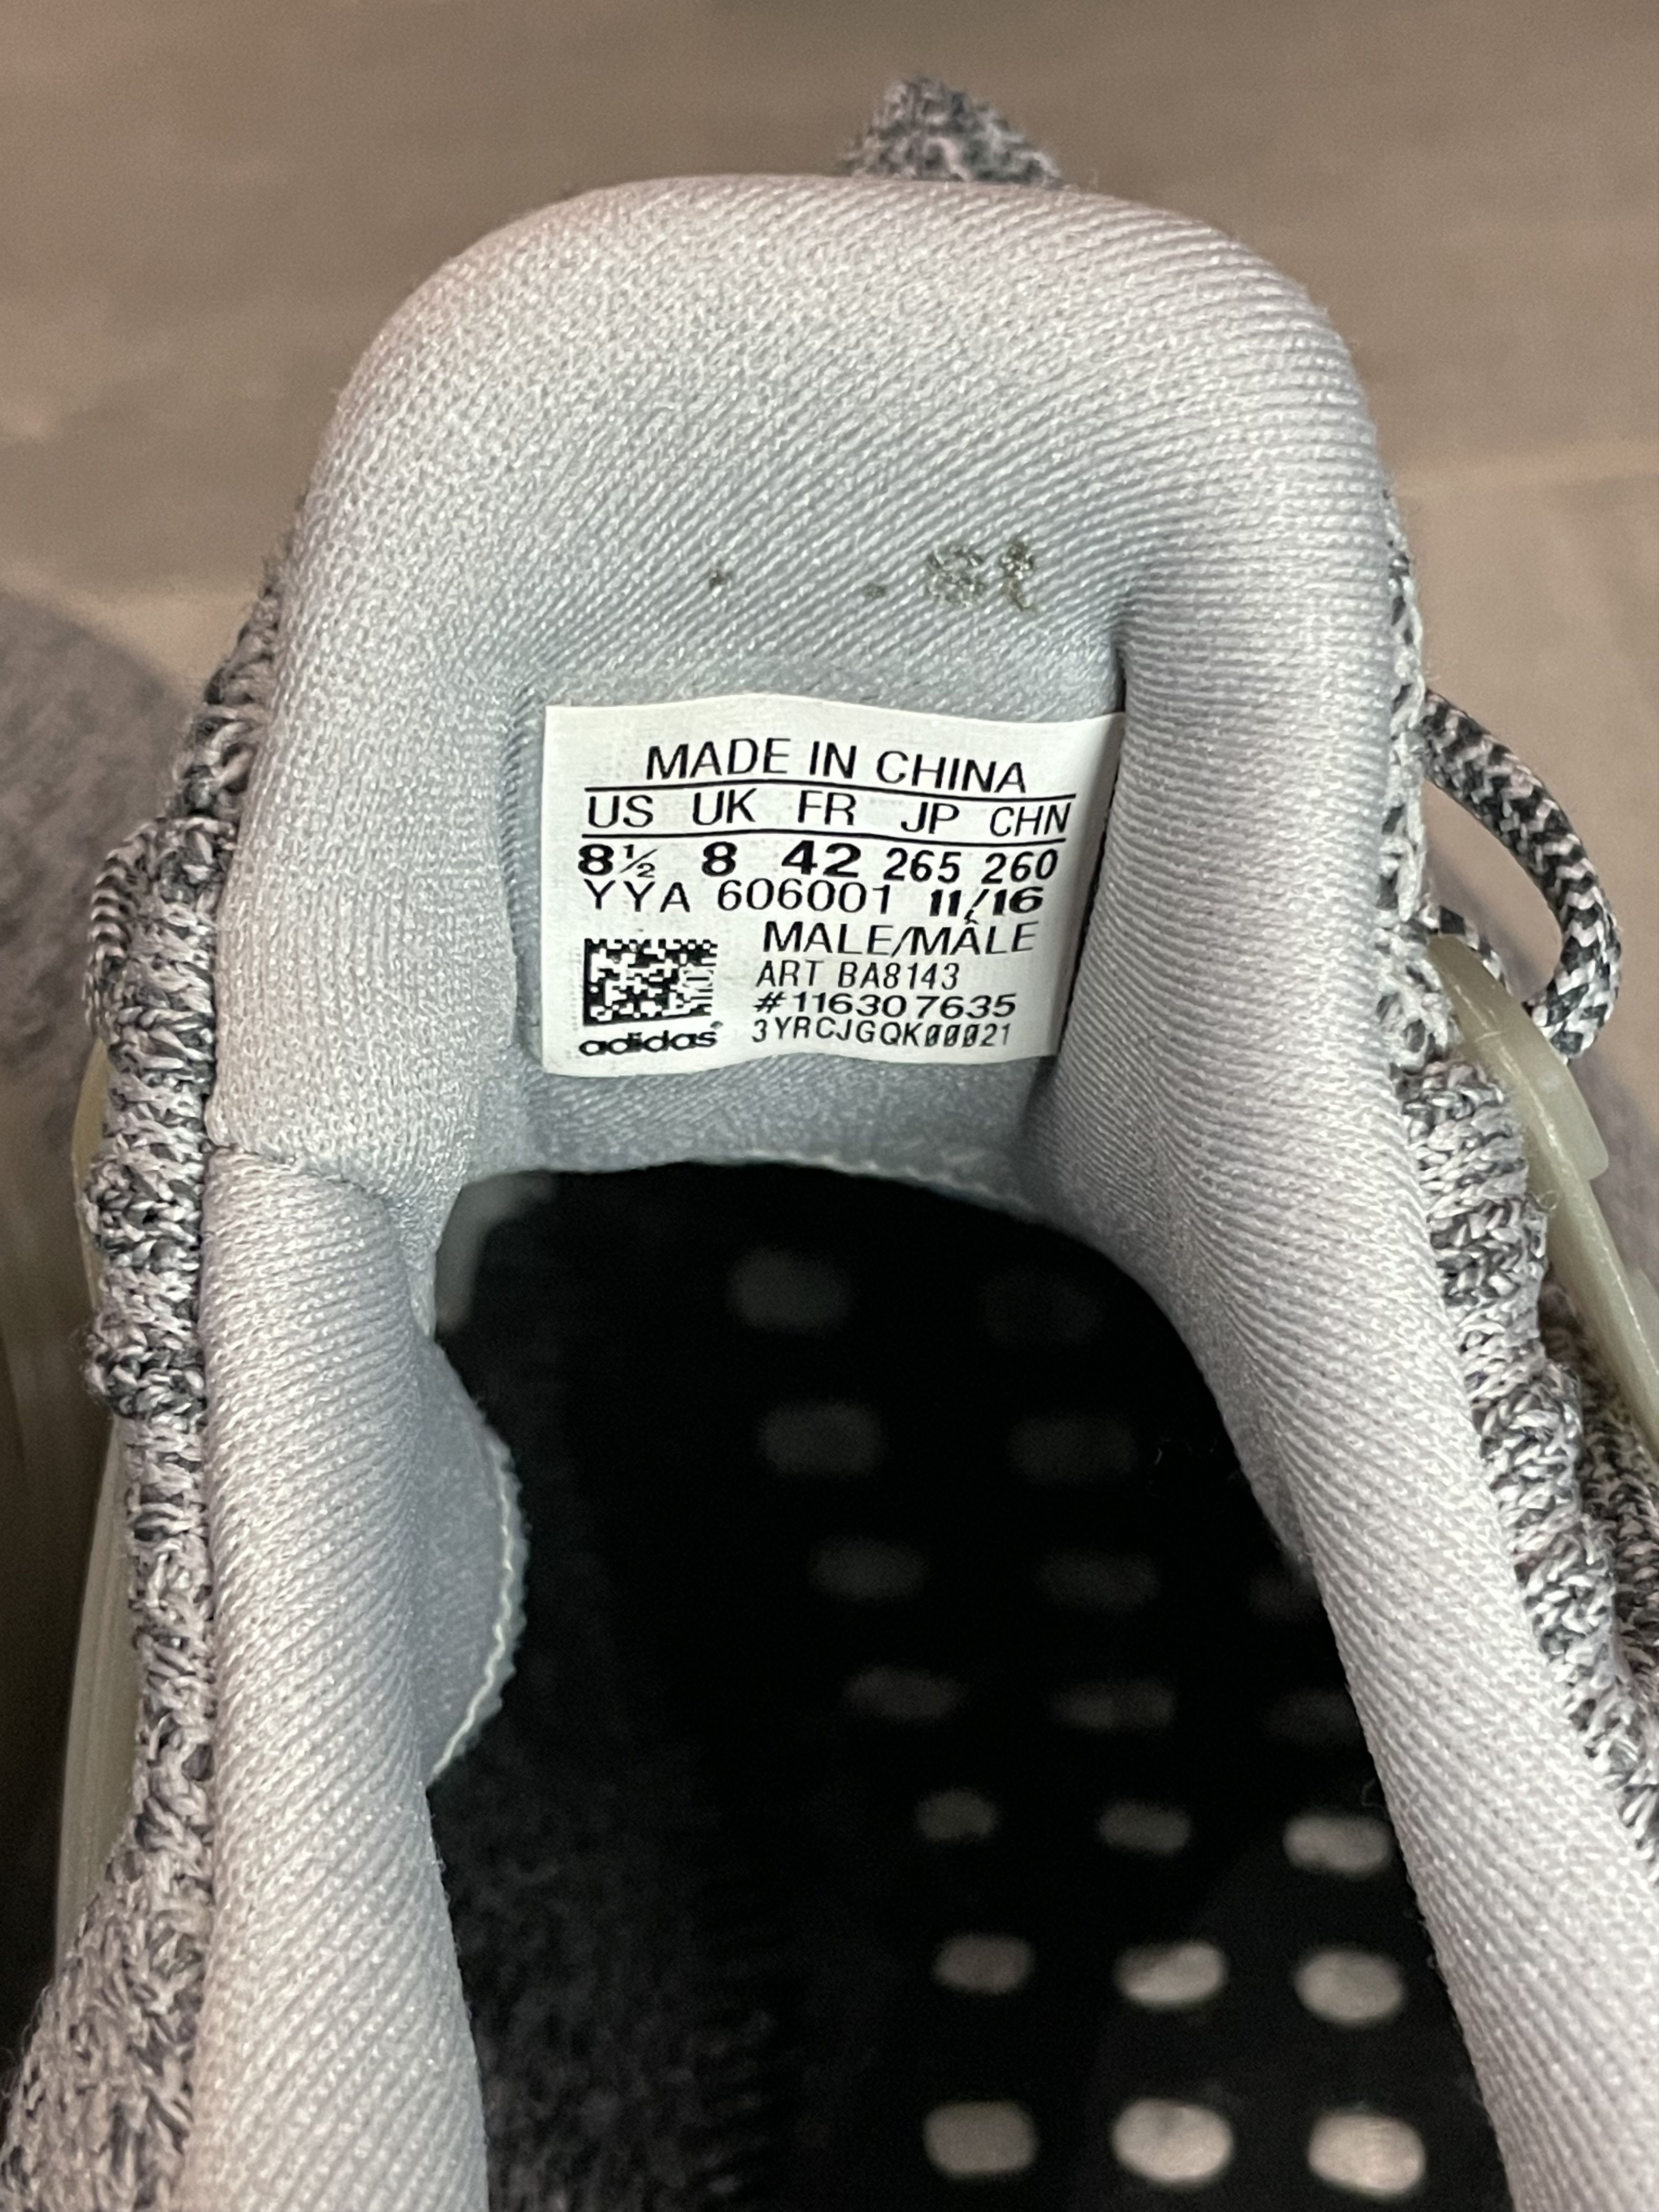 MADE IN CHINA
US UK FR JP CHN
8½ 8 42 265 260
YYA 606001 11/16
MALE/MÂLE
ART BA8143
#116307635
adidas® 3YRCJGQK00021